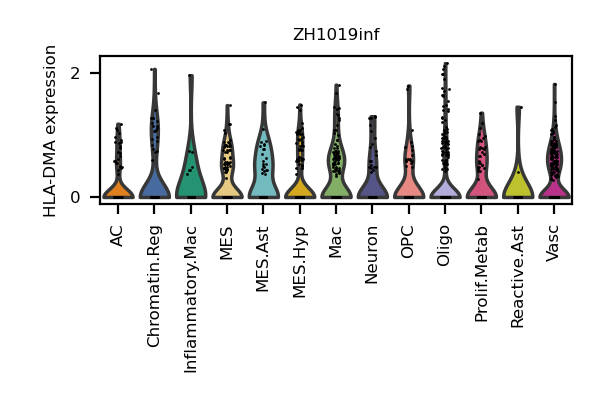 ZH1019inf
HLA-DMA expression
2
0
AC
Chromatin.Reg
Inflammatory.Mac
MES
MES.Ast
MES.Hyp
Mac
Neuron
OPC
Oligo
Prolif.Metab
Reactive.Ast
Vasc